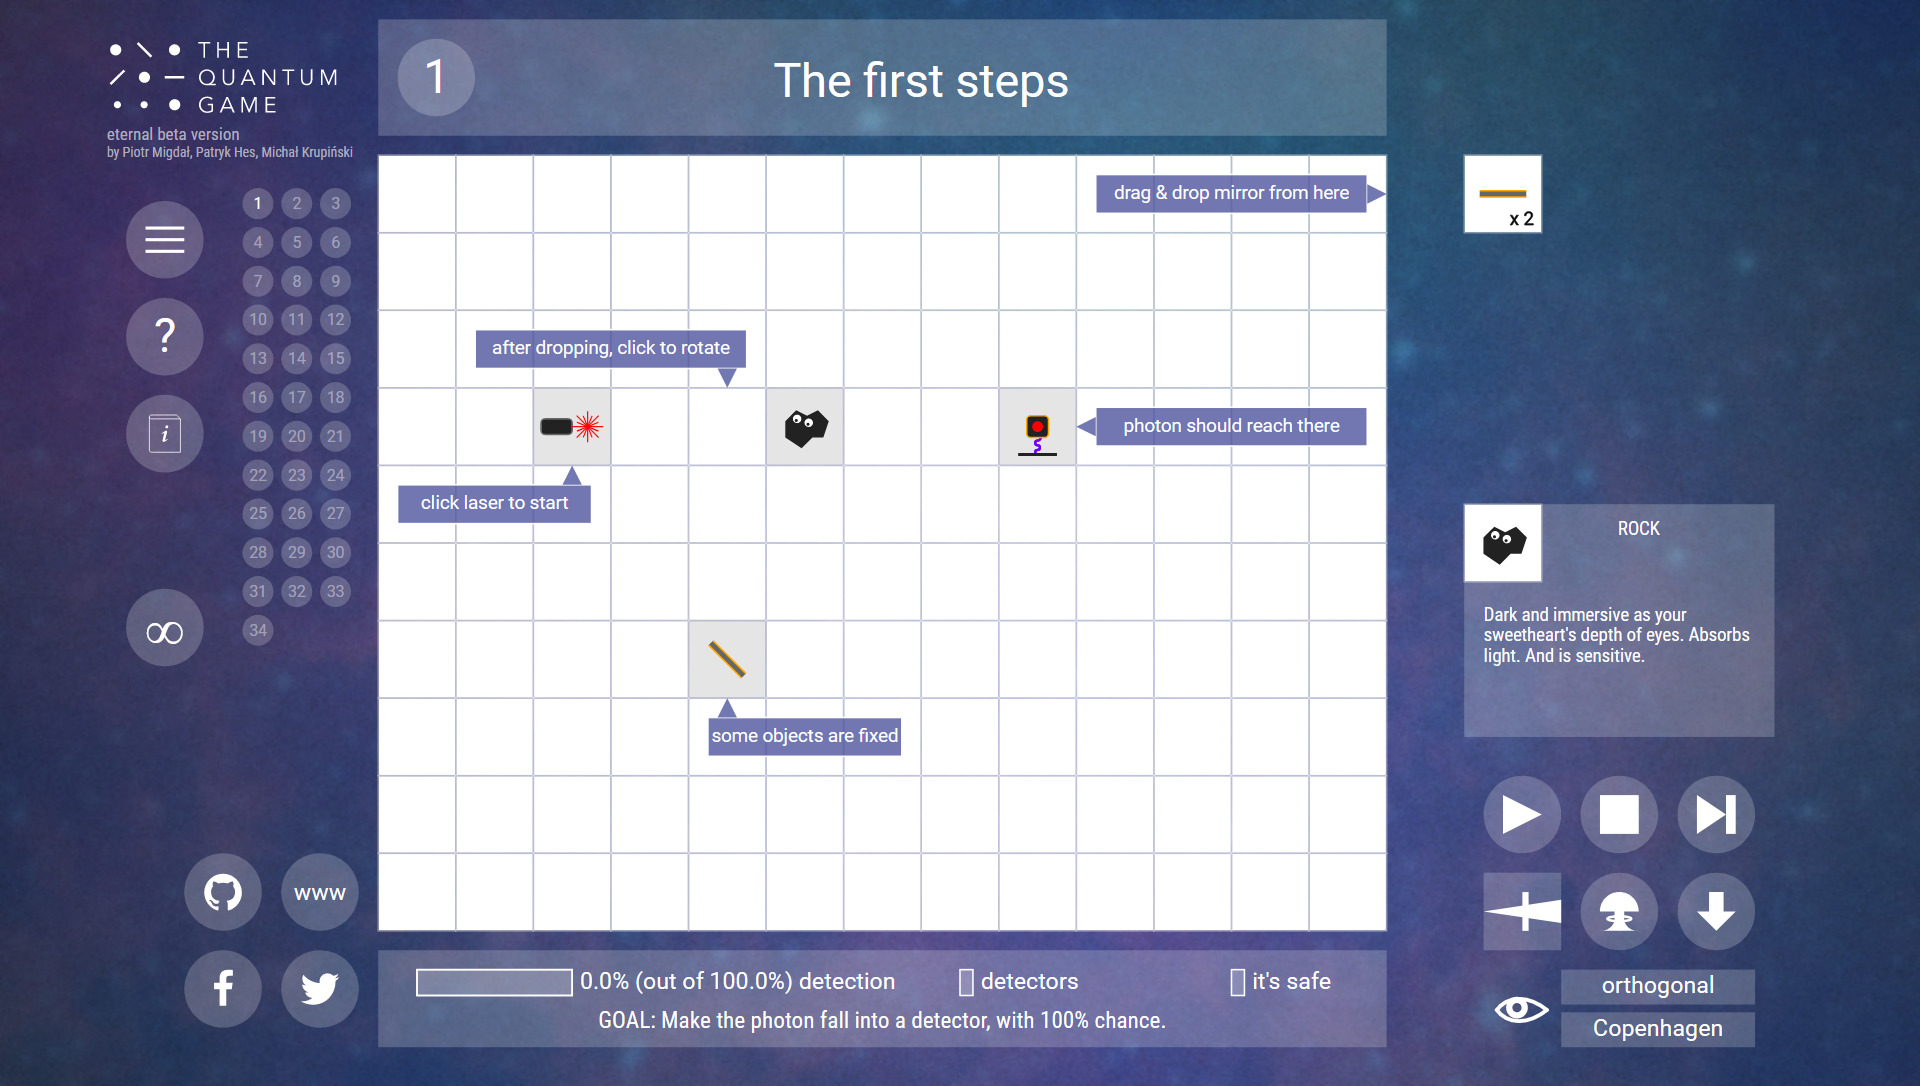 THE
QUANTUM
GAME
eternal beta version
by Piotr Migdał, Patryk Hes, Michał Krupiński
1
The first steps
drag & drop mirror from here
x 2
1 2 3
4 5 6
7 8 9
10 11 12
13 14 15
16 17 18
19 20 21
22 23 24
25 26 27
28 29 30
31 32 33
34
?
i
∞
after dropping, click to rotate
photon should reach there
click laser to start
some objects are fixed
ROCK
Dark and immersive as your
sweetheart's depth of eyes. Absorbs
light. And is sensitive.
www
0.0% (out of 100.0%) detection
detectors
it's safe
GOAL: Make the photon fall into a detector, with 100% chance.
orthogonal
Copenhagen